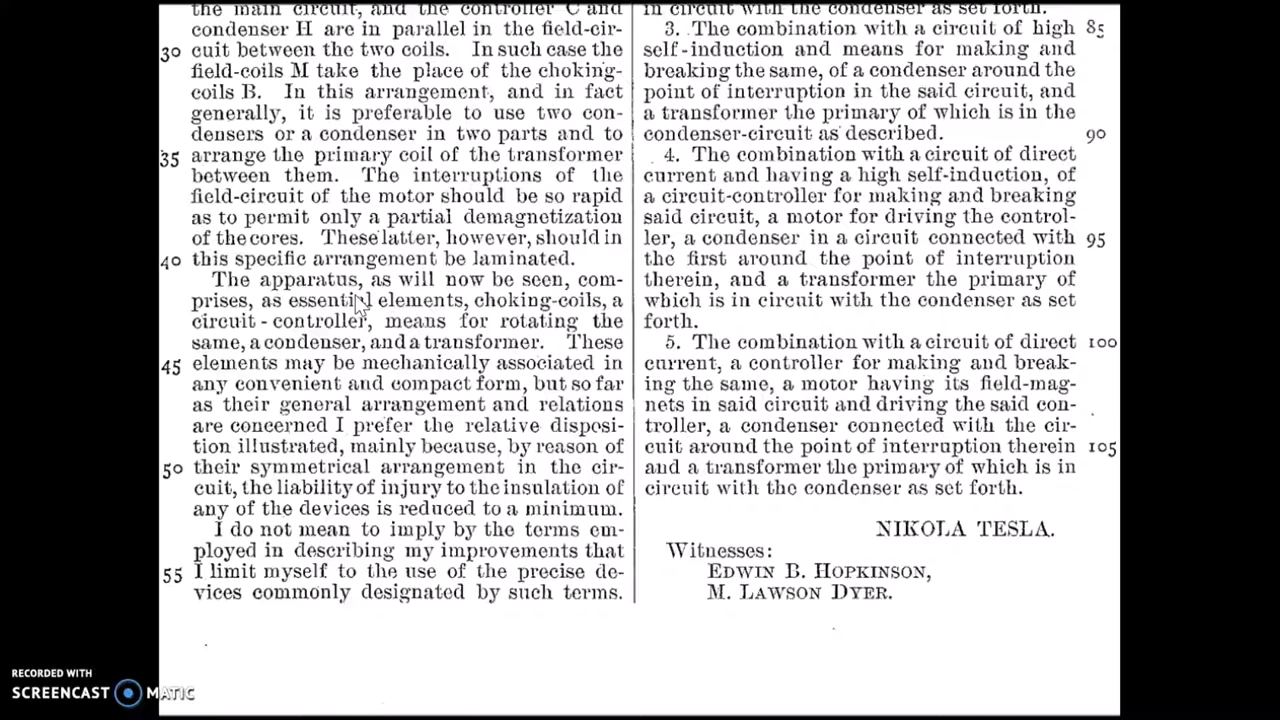 the main circuit, and the controller C and
condenser H are in parallel in the field-cir-
30 cuit between the two coils. In such case the
field-coils M take the place of the choking-
coils B. In this arrangement, and in fact
generally, it is preferable to use two con-
densers or a condenser in two parts and to
35 arrange the primary coil of the transformer
between them. The interruptions of the
field-circuit of the motor should be so rapid
as to permit only a partial demagnetization
of the cores. These latter, however, should in
40 this specific arrangement be laminated.
The apparatus, as will now be seen, com-
prises, as essential elements, choking-coils, a
circuit-controller, means for rotating the
same, a condenser, and a transformer. These
45 elements may be mechanically associated in
any convenient and compact form, but so far
as their general arrangement and relations
are concerned I prefer the relative disposi-
tion illustrated, mainly because, by reason of
50 their symmetrical arrangement in the cir-
cuit, the liability of injury to the insulation of
any of the devices is reduced to a minimum.
I do not mean to imply by the terms em-
ployed in describing my improvements that
55 I limit myself to the use of the precise de-
vices commonly designated by such terms.
in circuit with the condenser as set forth.
3. The combination with a circuit of high 85
self-induction and means for making and
breaking the same, of a condenser around the
point of interruption in the said circuit, and
a transformer the primary of which is in the
condenser-circuit as described. 90
4. The combination with a circuit of direct
current and having a high self-induction, of
a circuit-controller for making and breaking
said circuit, a motor for driving the control-
ler, a condenser in a circuit connected with 95
the first around the point of interruption
therein, and a transformer the primary of
which is in circuit with the condenser as set
forth.
5. The combination with a circuit of direct 100
current, a controller for making and break-
ing the same, a motor having its field-mag-
nets in said circuit and driving the said con-
troller, a condenser connected with the cir-
cuit around the point of interruption therein 105
and a transformer the primary of which is in
circuit with the condenser as set forth.
NIKOLA TESLA.
Witnesses:
EDWIN B. HOPKINSON,
M. LAWSON DYER.
RECORDED WITH
SCREENCAST MATIC